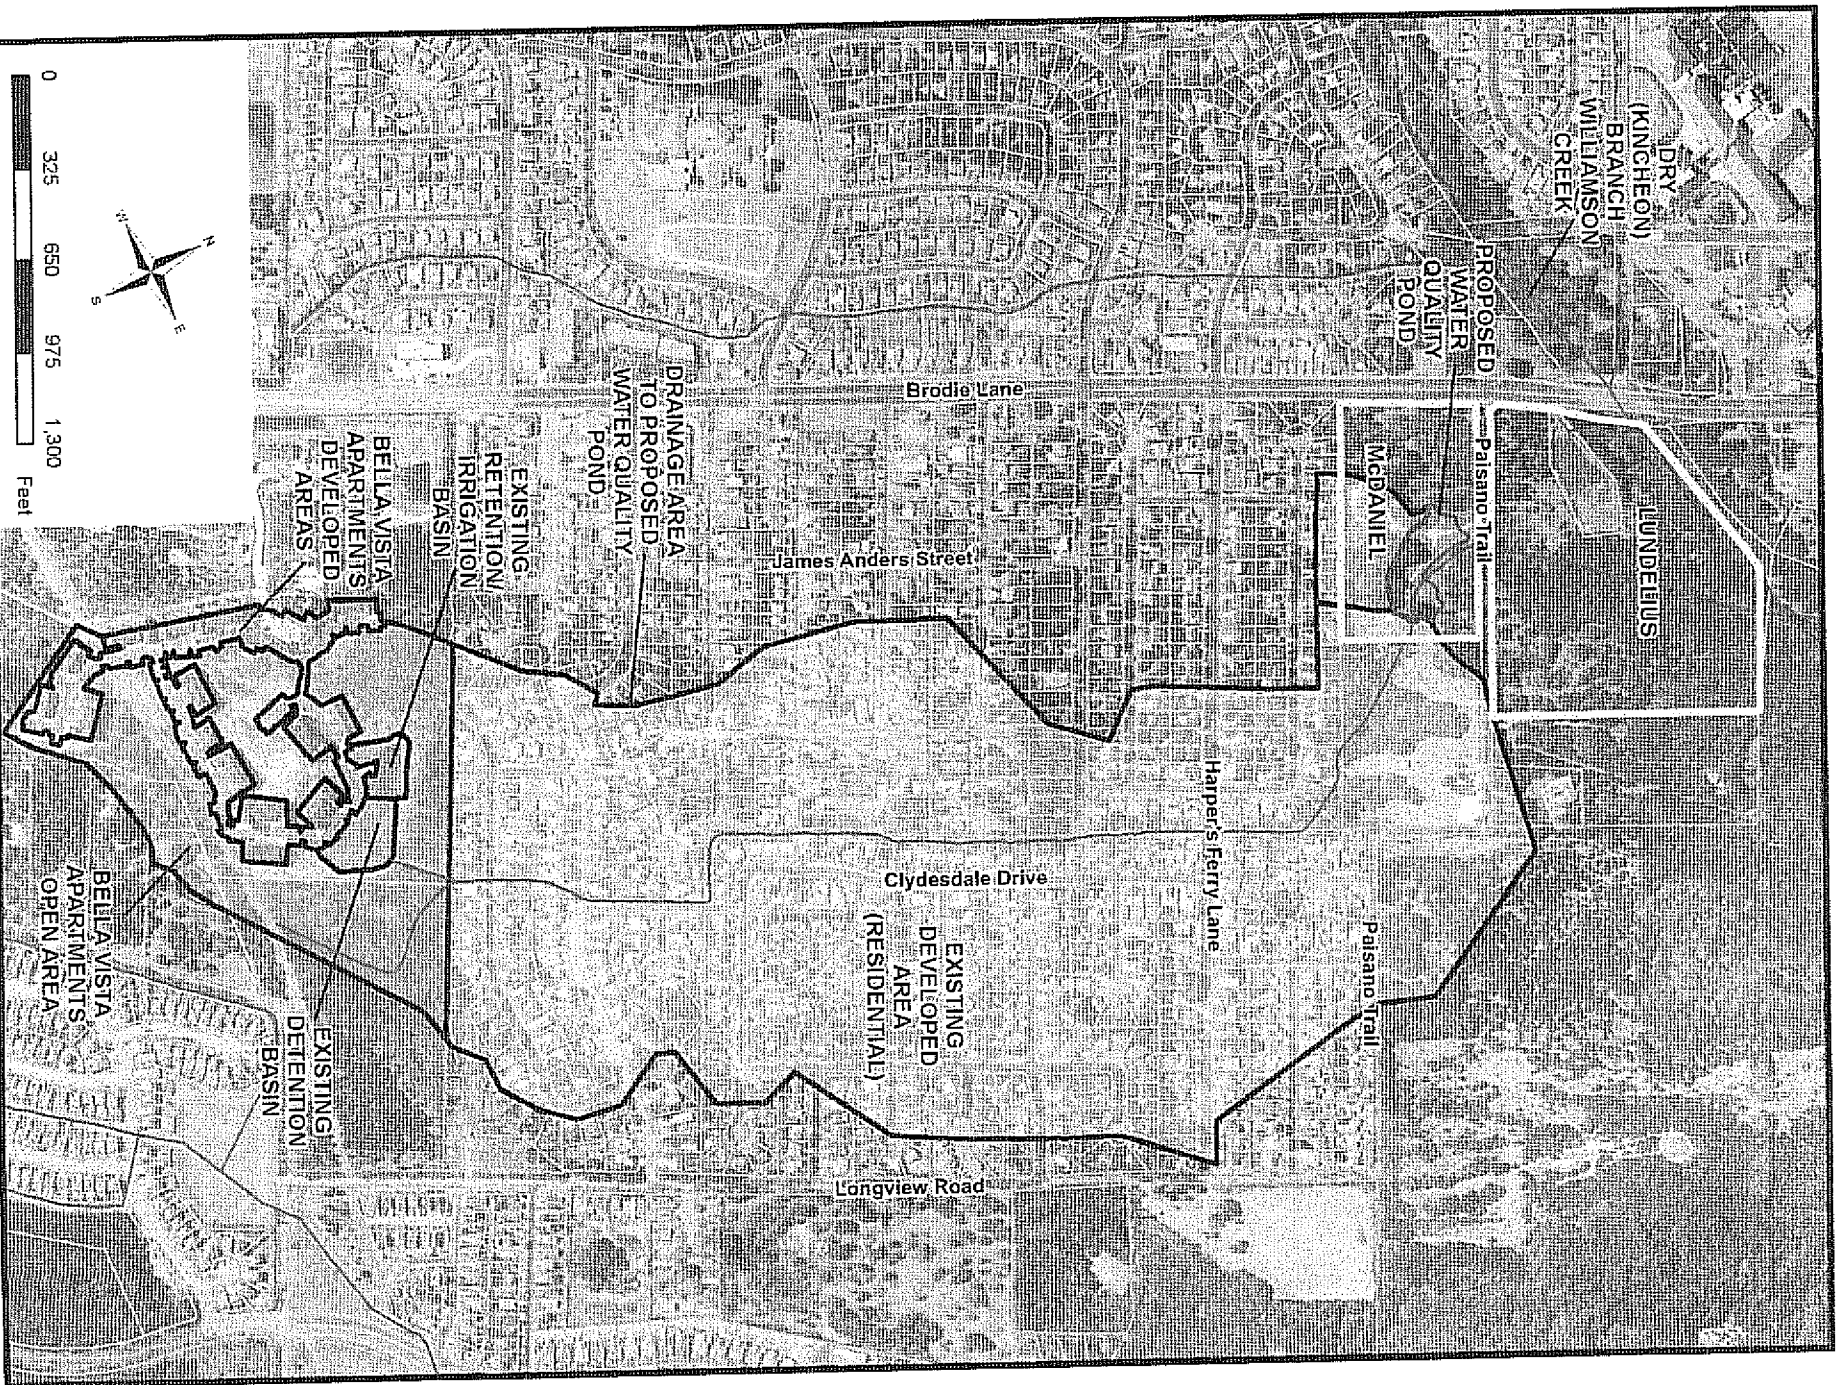 DRY
(KINCHEON)
BRANCH
WILLIAMSON
CREEK
PROPOSED
WATER
QUALITY
POND
LUNDELIUS
Paisano Trail
McDANIEL
Brodie Lane
James Anders Street
DRAINAGE AREA
TO PROPOSED
WATER QUALITY
POND
EXISTING
RETENTION/
IRRIGATION
BASIN
BELLA VISTA
APARTMENTS
DEVELOPED
AREAS
Harper's Ferry Lane
Clydesdale Drive
EXISTING
DEVELOPED
AREA
(RESIDENTIAL)
Paisano Trail
Longview Road
BELLA VISTA
APARTMENTS
OPEN AREA
EXISTING
DETENTION
BASIN
N
W
E
S
0 325 650 975 1,300
Feet